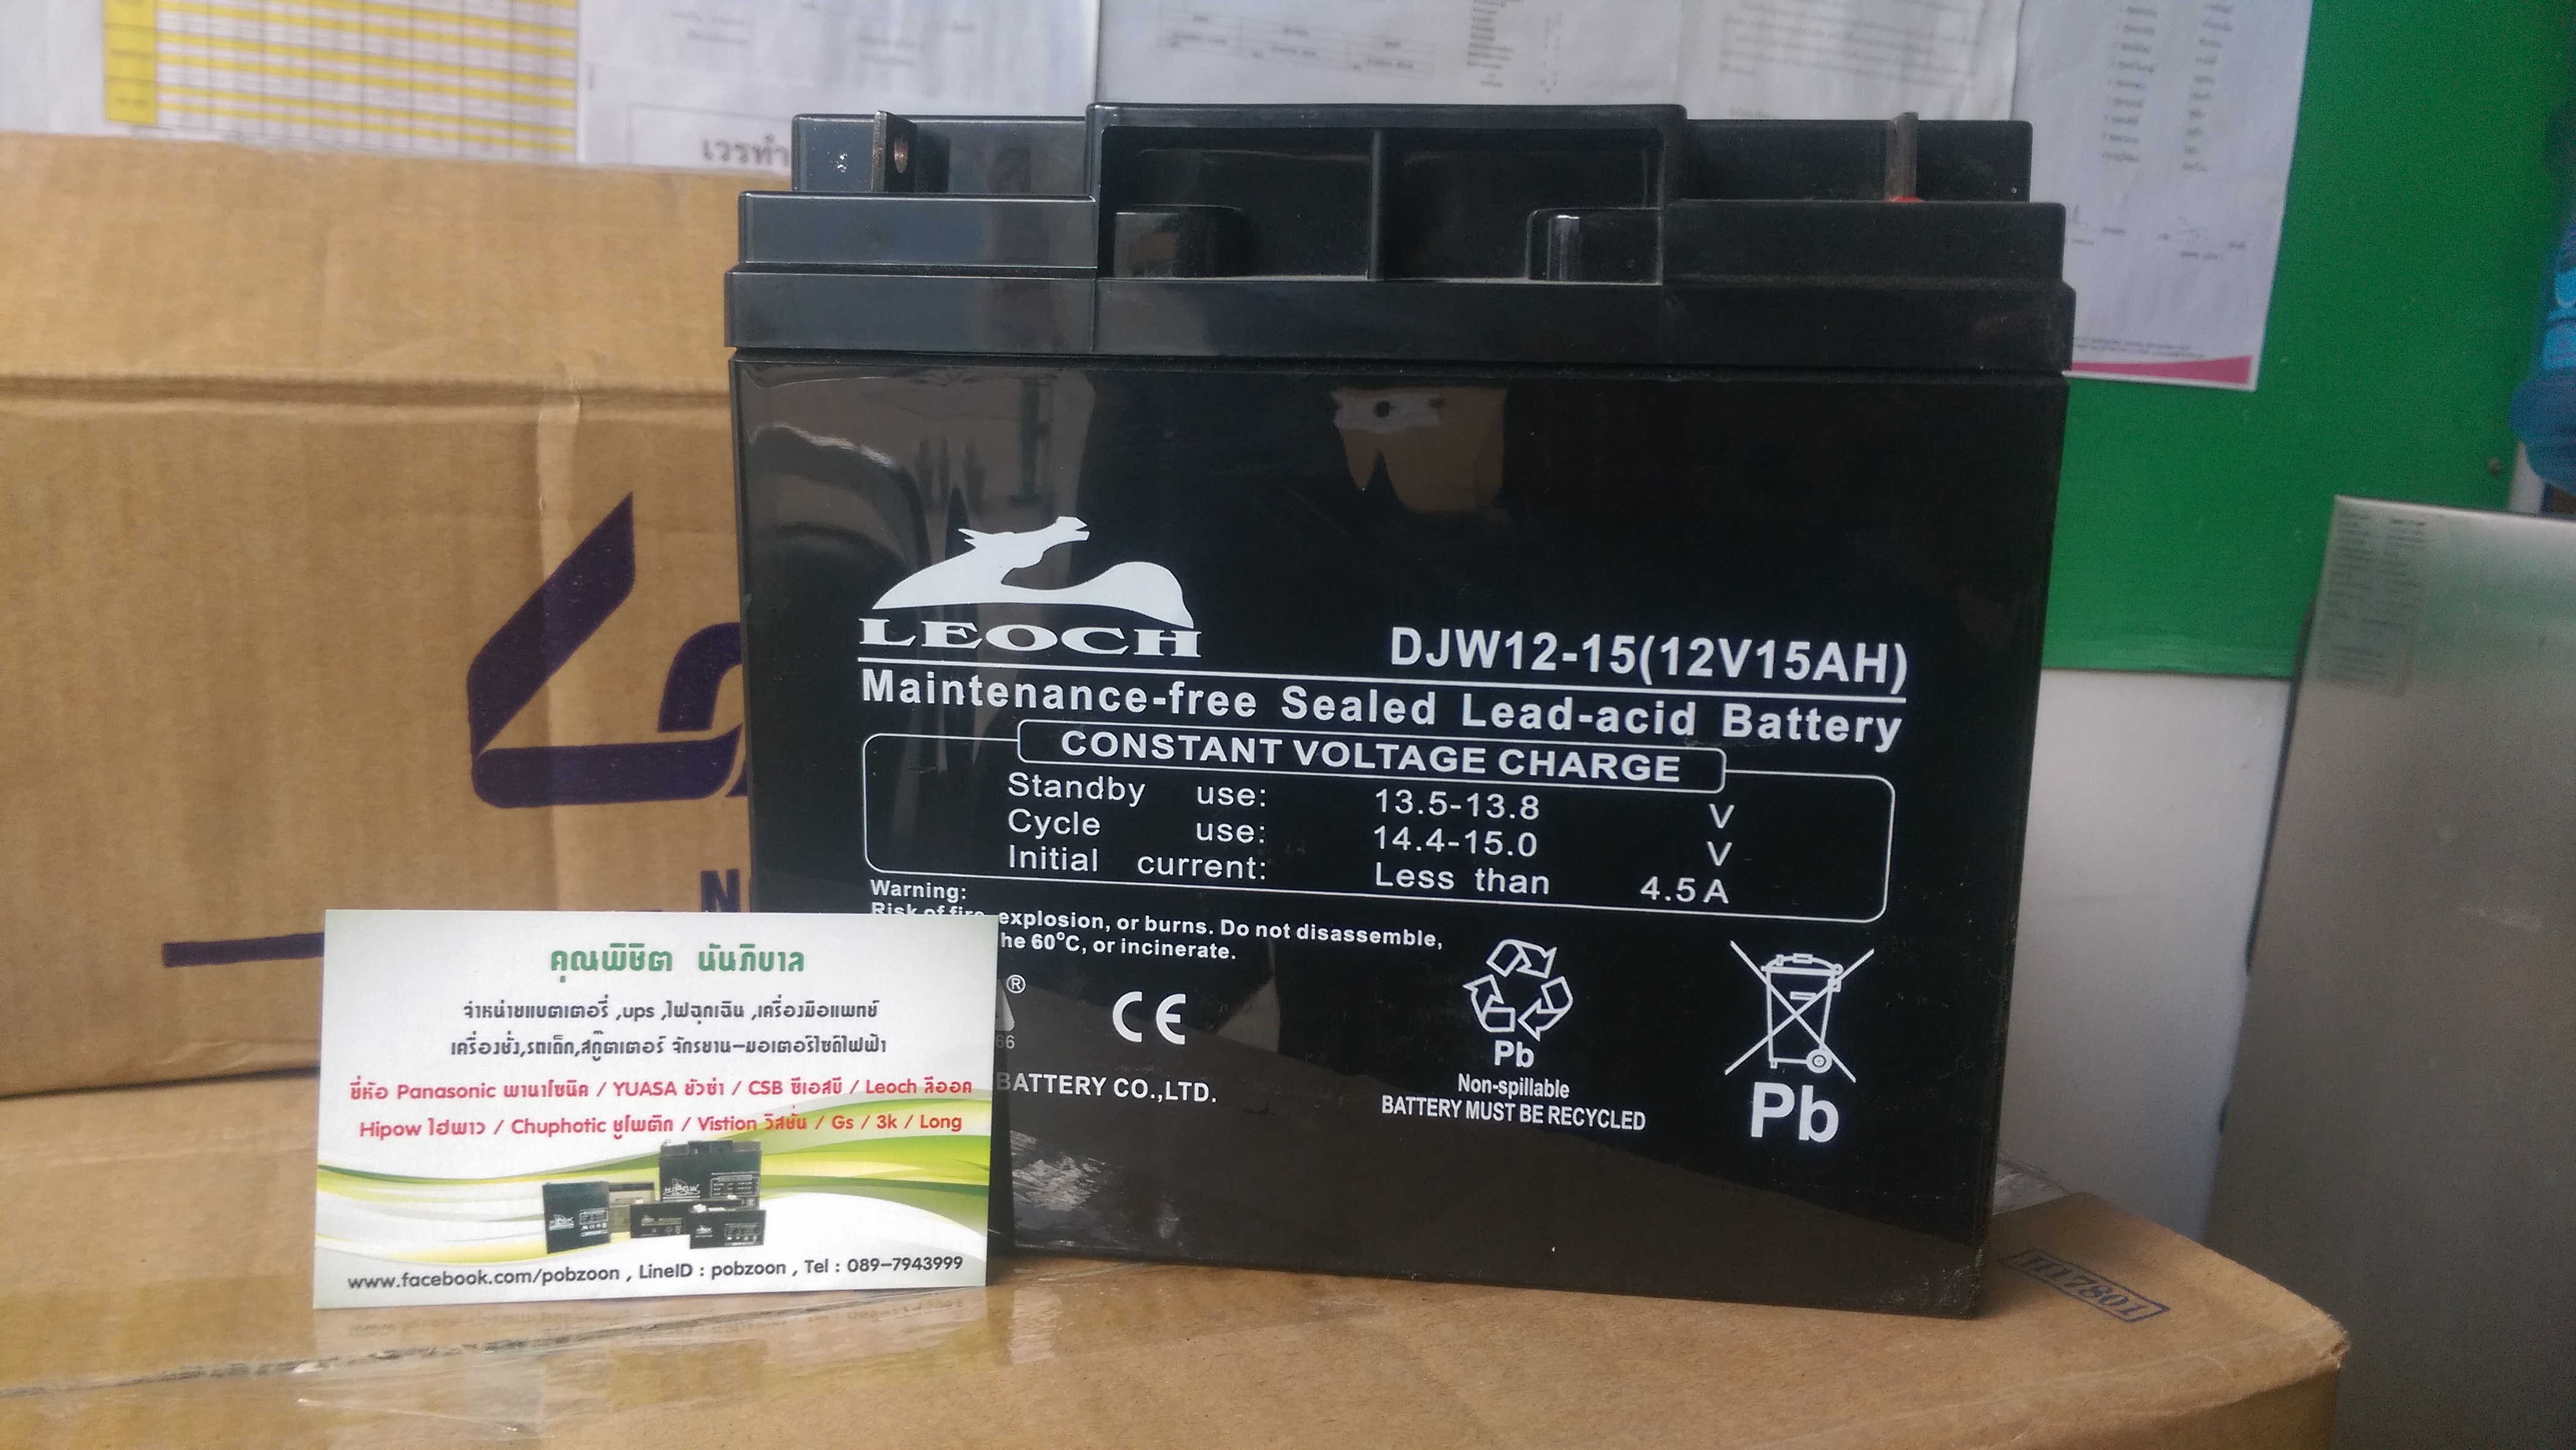 เวรทำ
LEOCH
DJW12-15(12V15AH)
Maintenance-free Sealed Lead-acid Battery
CONSTANT VOLTAGE CHARGE
Standby use: 13.5-13.8 V
Cycle use: 14.4-15.0 V
Initial current: Less than 4.5 A
Warning:
Risk of fire, explosion, or burns. Do not disassemble,
he 60°C, or incinerate.
®
CE
66
BATTERY CO.,LTD.
Pb
Non-spillable
BATTERY MUST BE RECYCLED
Pb
คุณพิชิต นันภิบาล
จำหน่ายแบตเตอรี่ ,ups ,ไฟฉุกเฉิน ,เครื่องมือแพทย์
เครื่องชั่ง,รถเด็ก,สกู๊ตเตอร์ จักรยาน-มอเตอร์ไซด์ไฟฟ้า
ยี่ห้อ Panasonic พานาโซนิค / YUASA ยัวซ่า / CSB ซีเอสบี / Leoch ลีออค
Hipow ไฮพาว / Chuphotic ชูโฟติก / Vistion วิสชั่น / Gs / 3k / Long
www.facebook.com/pobzoon , LineID : pobzoon , Tel : 089-7943999
H17801